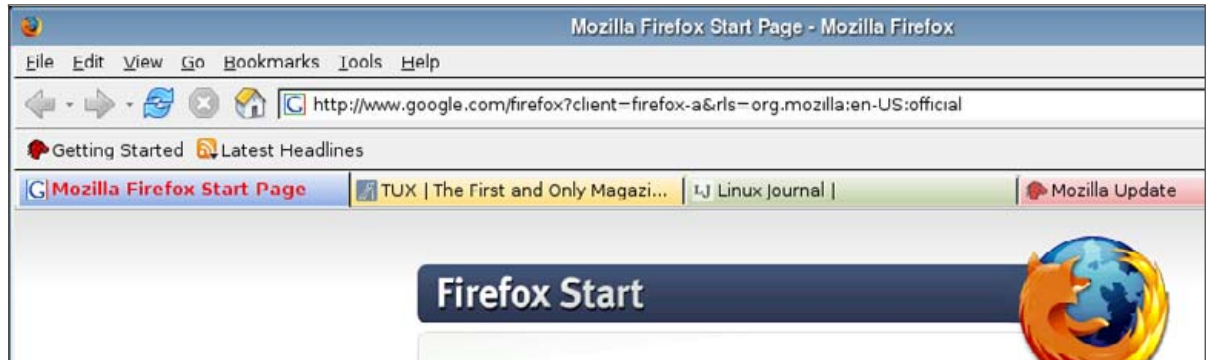 Mozilla Firefox Start Page - Mozilla Firefox
File Edit View Go Bookmarks Tools Help
http://www.google.com/firefox?client=firefox-a&rls=org.mozilla:en-US:official
Getting Started Latest Headlines
G Mozilla Firefox Start Page TUX | The First and Only Magazi... LJ Linux Journal | Mozilla Update
Firefox Start